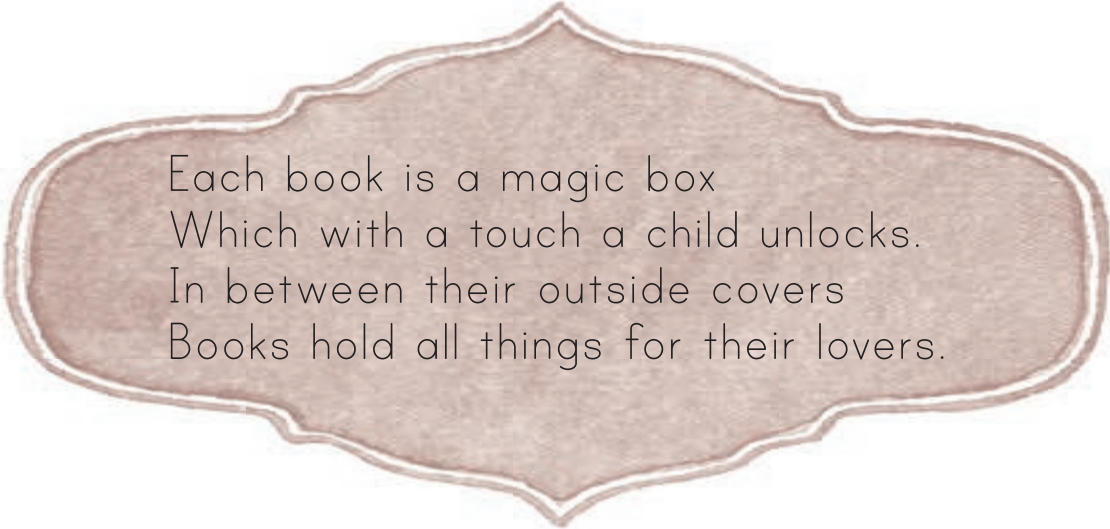 Each book is a magic box
Which with a touch a child unlocks.
In between their outside covers
Books hold all things for their lovers.